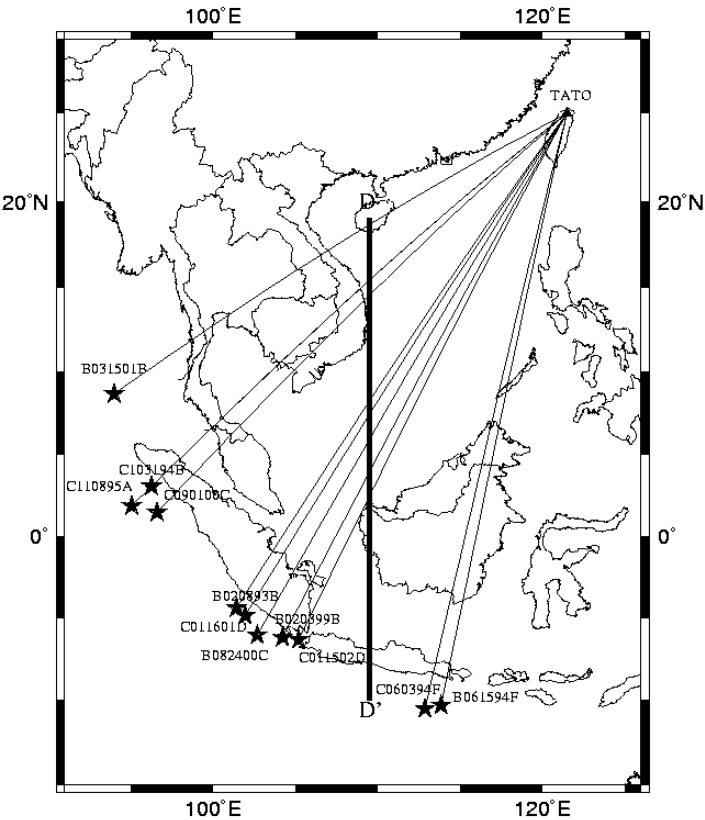 100°E 120°E
TATO
20°N 20°N
D
B031501B
C103194B
C110895A C090100C
0° 0°
B020893B
C011601D B020399B
B082400C C011502D
C060394F B061594F
D'
100°E 120°E